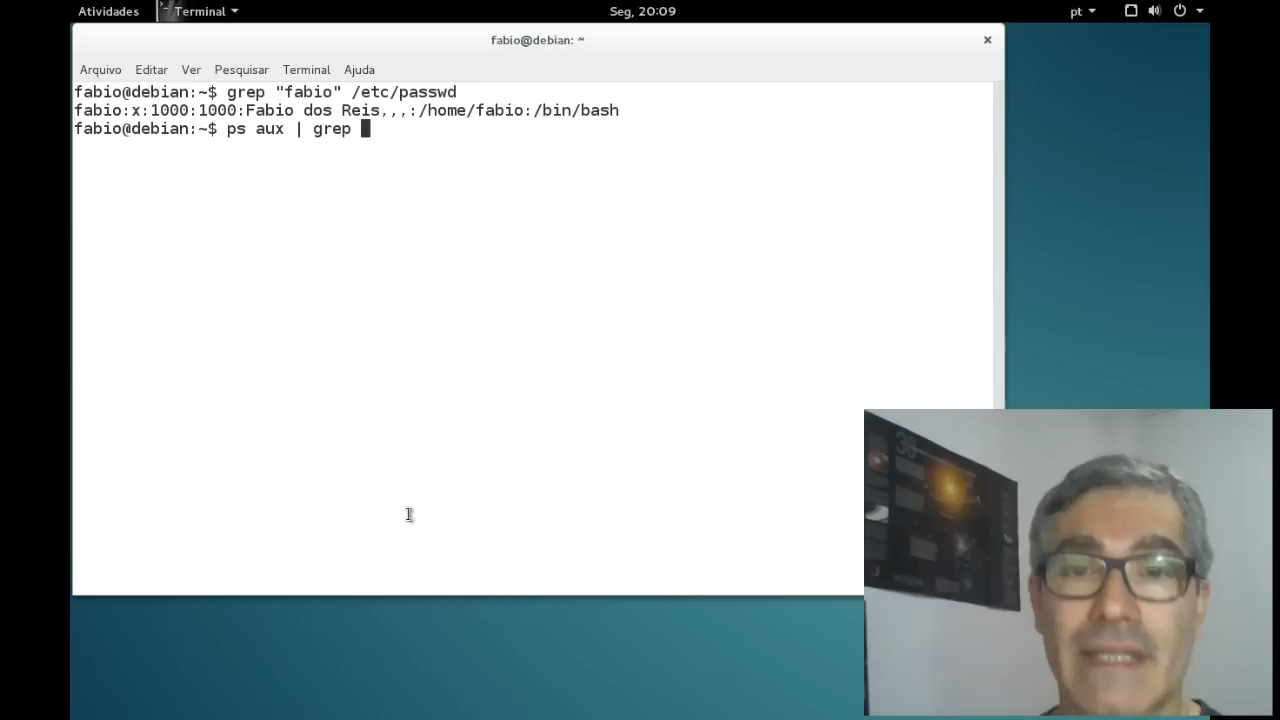 Atividades
Terminal
Seg, 20:09
pt
fabio@debian: ~
Arquivo Editar Ver Pesquisar Terminal Ajuda
fabio@debian:~$ grep "fabio" /etc/passwd
fabio:x:1000:1000:Fabio dos Reis,,,:/home/fabio:/bin/bash
fabio@debian:~$ ps aux | grep
36